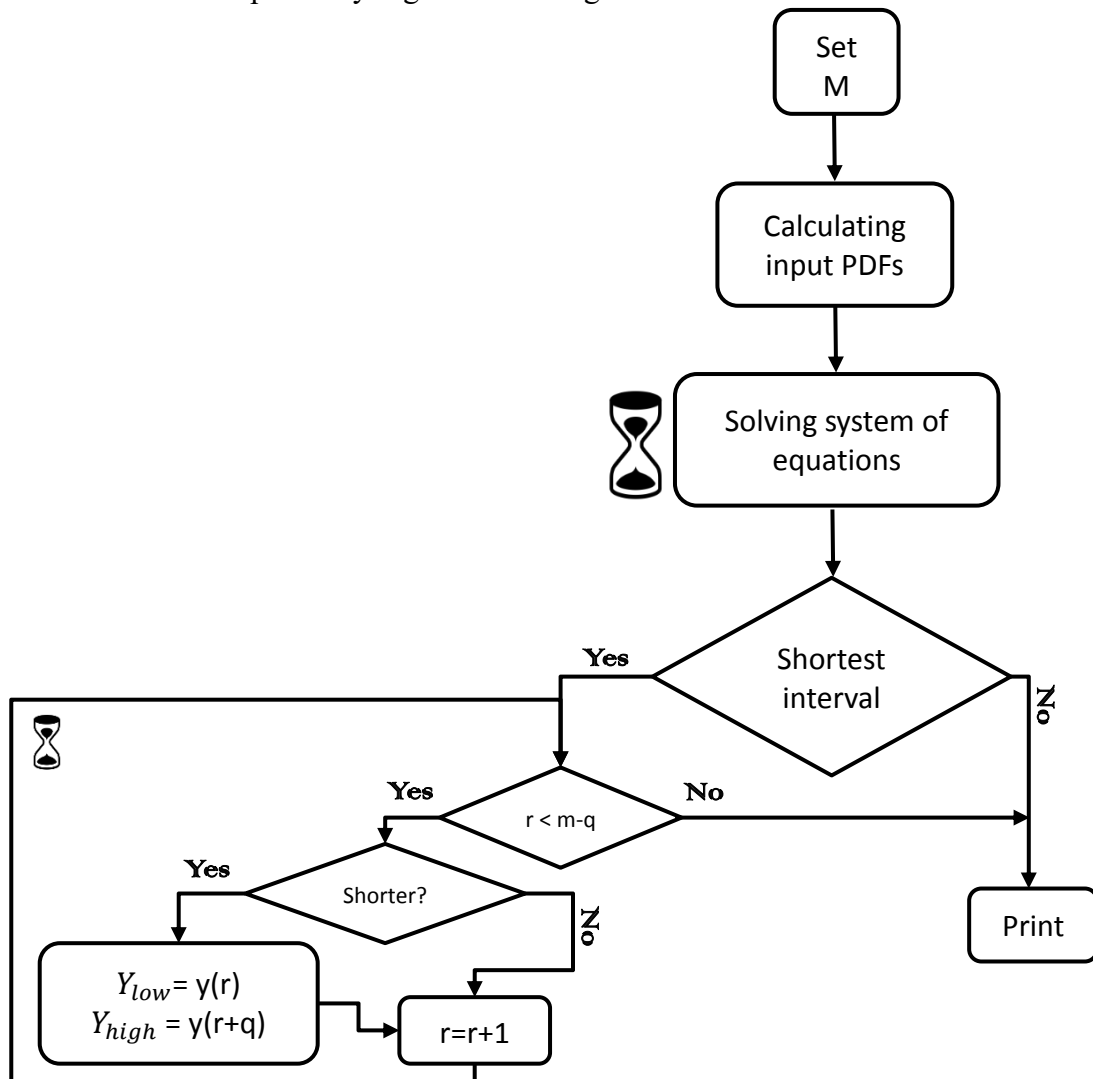 Set
M
Calculating
input PDFs
Solving system of
equations
Shortest
interval
Yes
No
r < m-q
Yes
No
Shorter?
Yes
No
Y_low= y(r)
Y_high = y(r+q)
r=r+1
Print